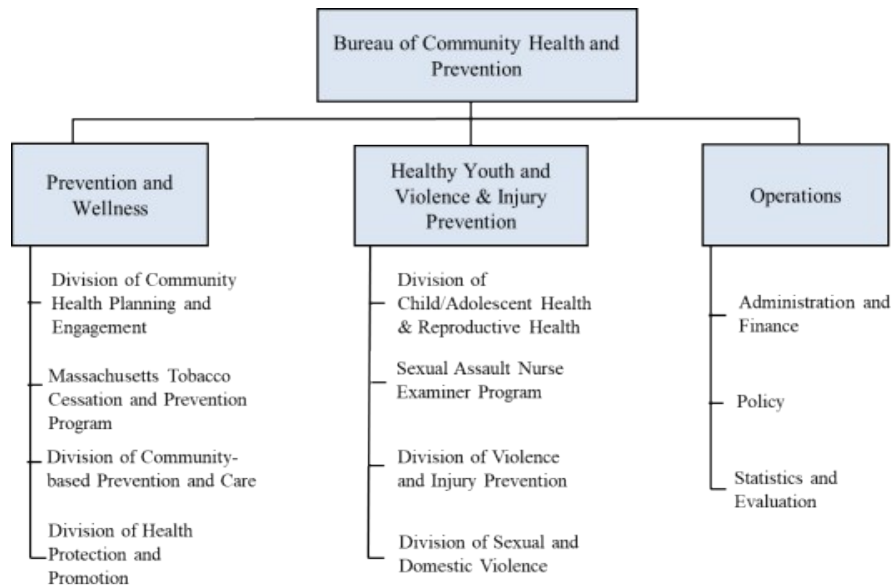 Bureau of Community Health and
Prevention
Prevention and
Wellness
Division of Community
Health Planning and
Engagement
Massachusetts Tobacco
Cessation and Prevention
Program
Division of Community-
based Prevention and Care
Division of Health
Protection and
Promotion
Healthy Youth and
Violence & Injury
Prevention
Division of
Child/Adolescent Health
& Reproductive Health
Sexual Assault Nurse
Examiner Program
Division of Violence
and Injury Prevention
Division of Sexual and
Domestic Violence
Operations
Administration and
Finance
Policy
Statistics and
Evaluation